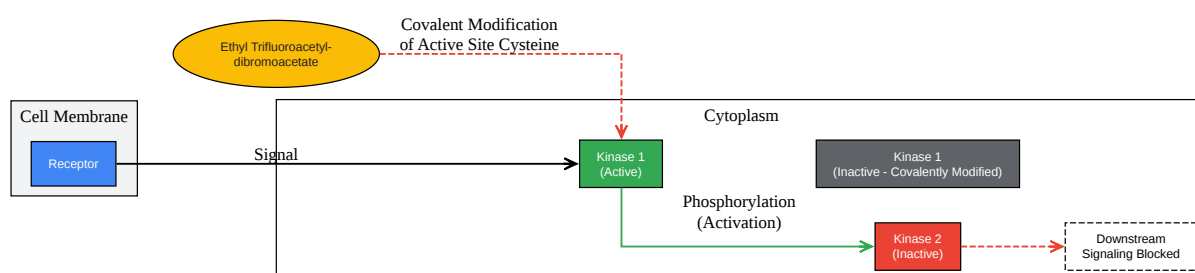 Ethyl Trifluoroacetyl-
dibromoacetate
Covalent Modification
of Active Site Cysteine
Cell Membrane
Receptor
Signal
Cytoplasm
Kinase 1
(Active)
Kinase 1
(Inactive - Covalently Modified)
Phosphorylation
(Activation)
Kinase 2
(Inactive)
Downstream
Signaling Blocked